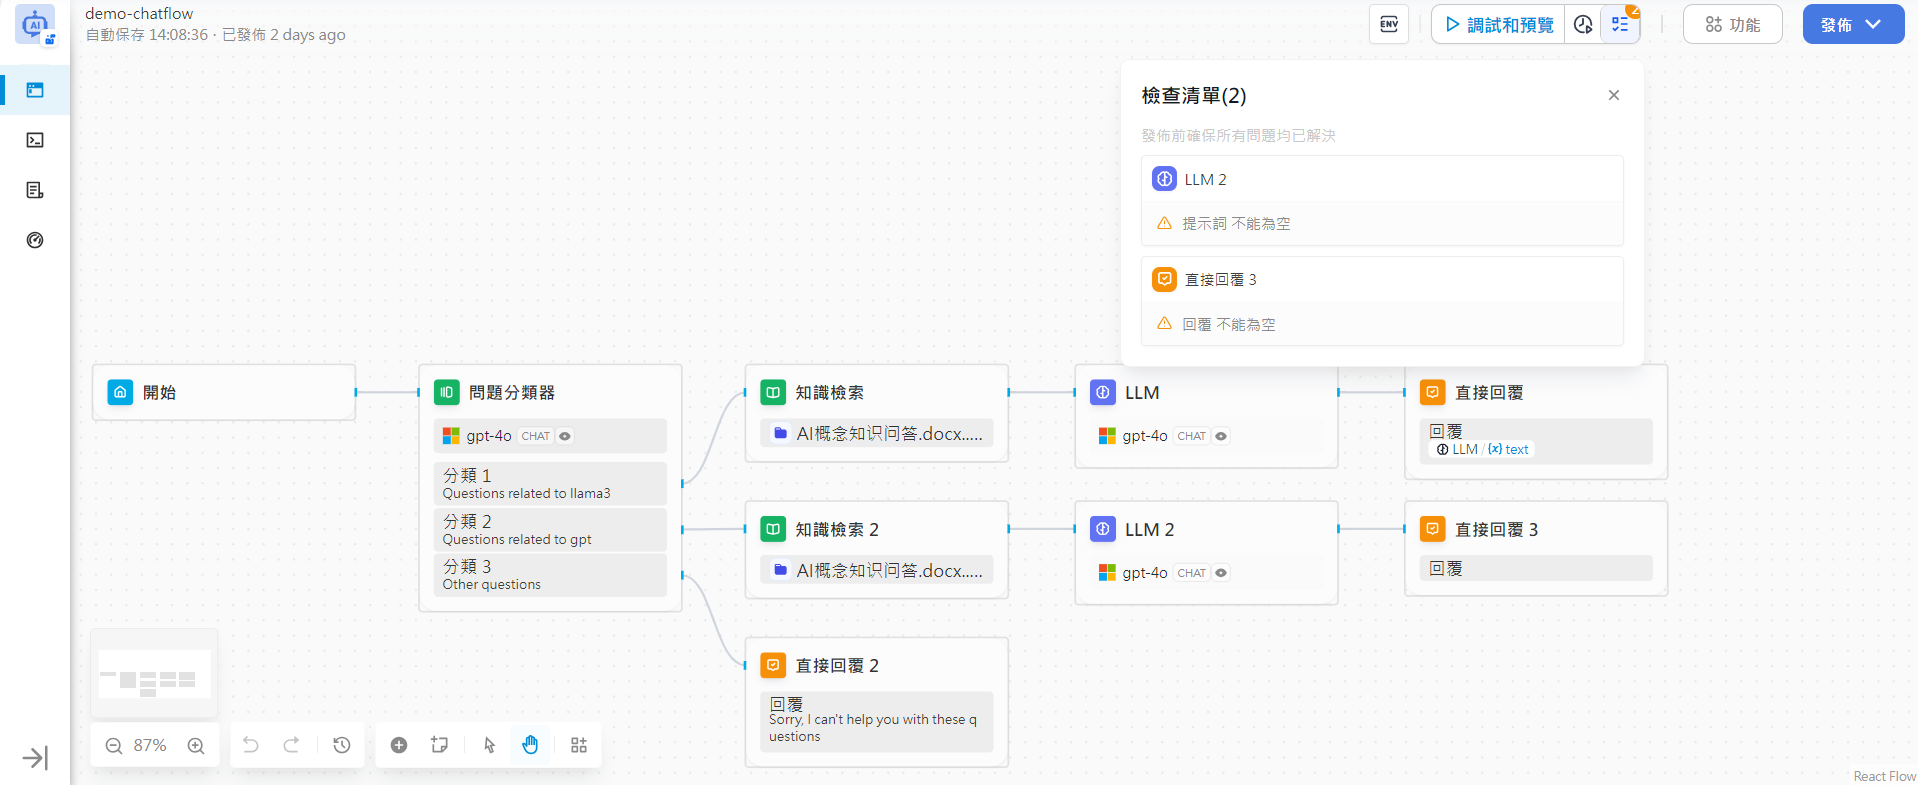 demo-chatflow
自動保存 14:08:36 · 已發佈 2 days ago
ENV
調試和預覽
2
功能
發佈
檢查清單(2)
發佈前確保所有問題均已解決
LLM 2
提示詞 不能為空
直接回覆 3
回覆 不能為空
開始
問題分類器
gpt-4o CHAT
分類 1
Questions related to llama3
分類 2
Questions related to gpt
分類 3
Other questions
知識檢索
AI概念知识问答.docx.....
LLM
gpt-4o CHAT
直接回覆
回覆
LLM / {x} text
知識檢索 2
AI概念知识问答.docx.....
LLM 2
gpt-4o CHAT
直接回覆 3
回覆
直接回覆 2
回覆
Sorry, I can't help you with these q
uestions
87%
React Flow